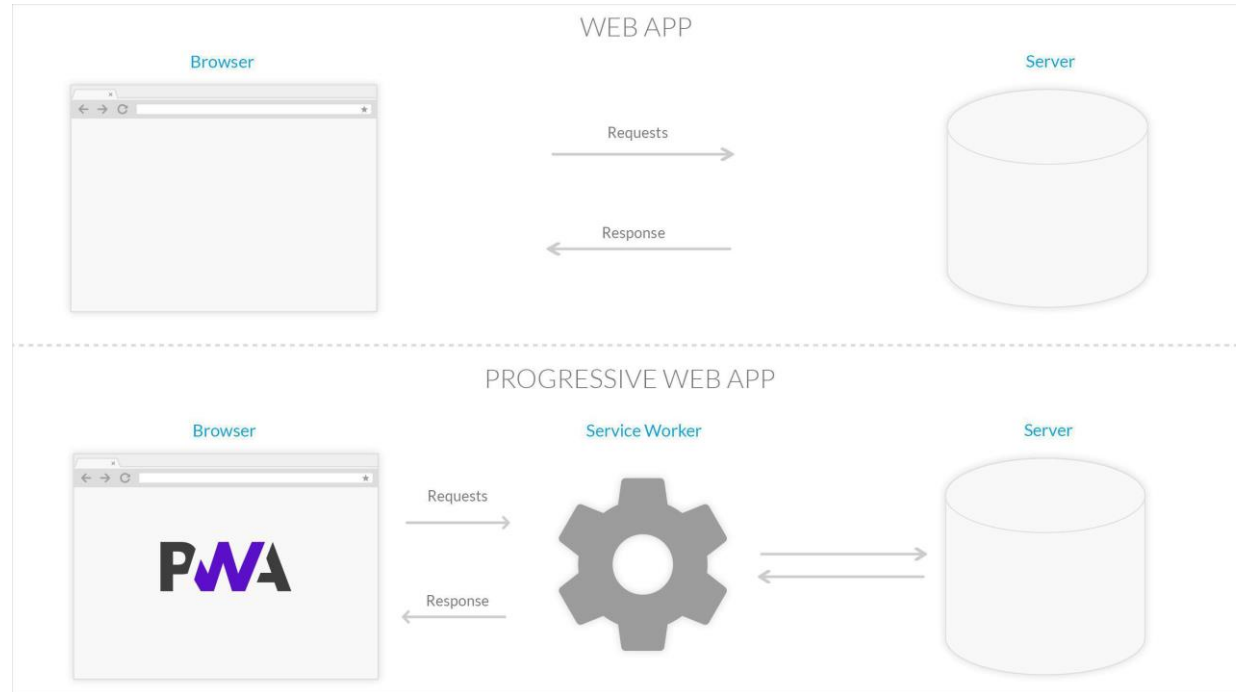 WEB APP
Browser
Server
Requests
Response
PROGRESSIVE WEB APP
Browser
Service Worker
Server
Requests
PWA
Response